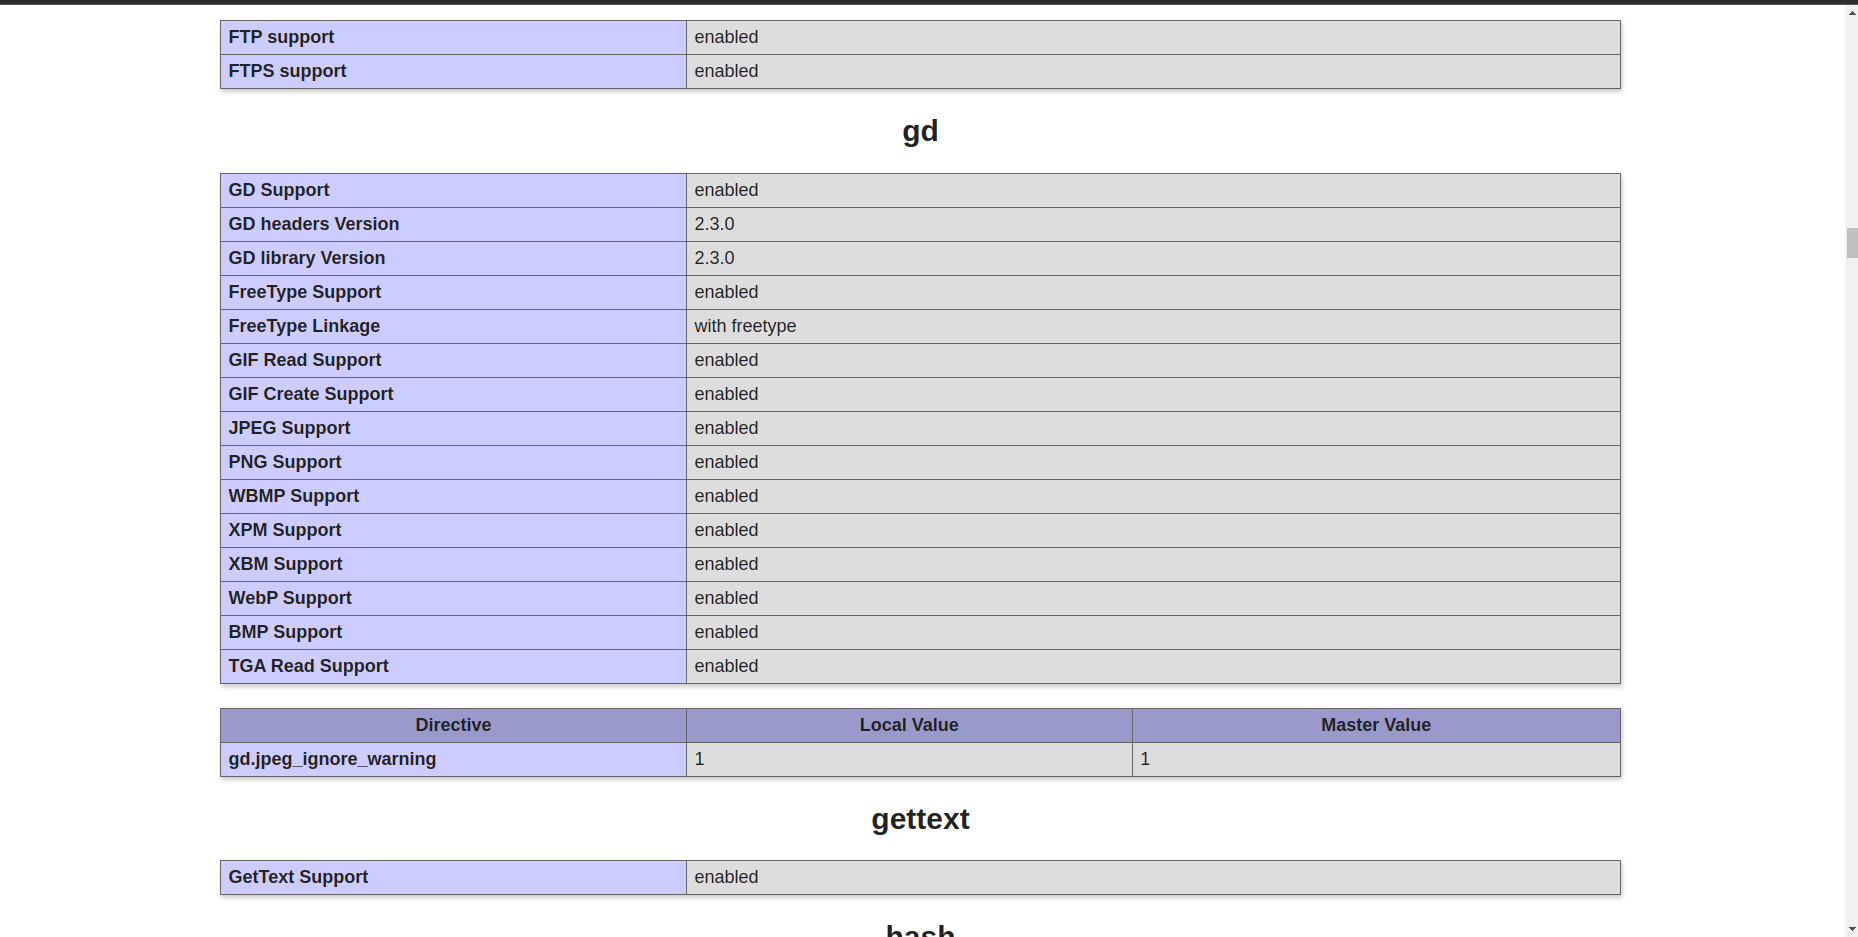 FTP support enabled
FTPS support enabled
gd
GD Support enabled
GD headers Version 2.3.0
GD library Version 2.3.0
FreeType Support enabled
FreeType Linkage with freetype
GIF Read Support enabled
GIF Create Support enabled
JPEG Support enabled
PNG Support enabled
WBMP Support enabled
XPM Support enabled
XBM Support enabled
WebP Support enabled
BMP Support enabled
TGA Read Support enabled
Directive Local Value Master Value
gd.jpeg_ignore_warning 1 1
gettext
GetText Support enabled
hash